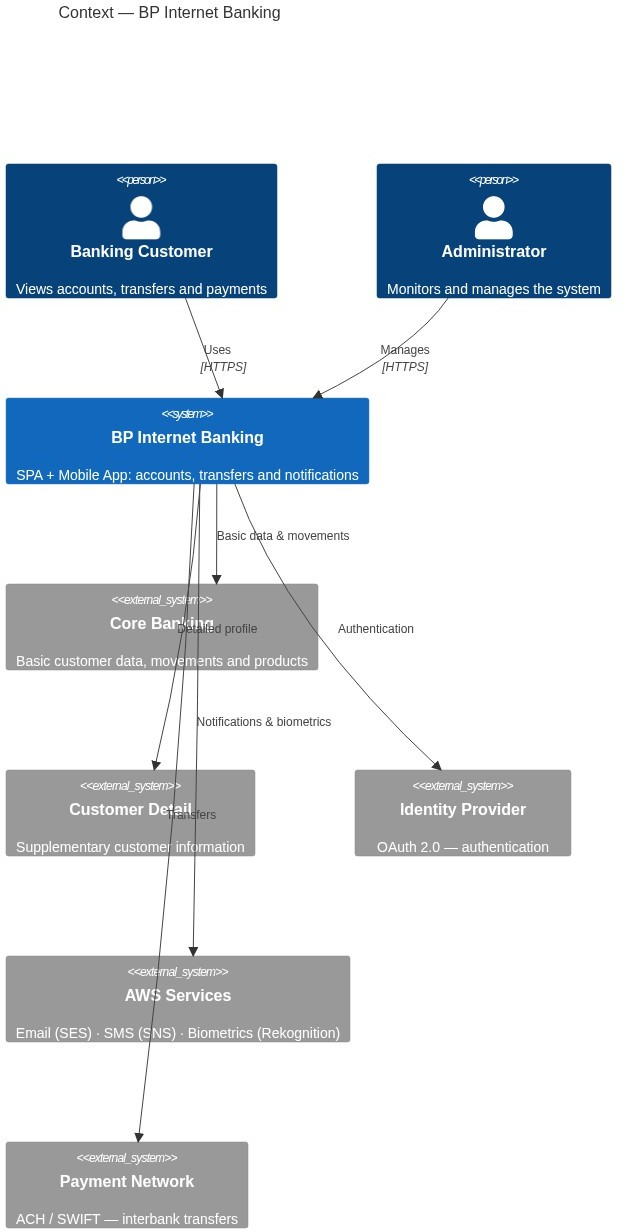 Context — BP Internet Banking
<<person>>
Banking Customer
Views accounts, transfers and payments
<<person>>
Administrator
Monitors and manages the system
Uses
[HTTPS]
Manages
[HTTPS]
<<system>>
BP Internet Banking
SPA + Mobile App: accounts, transfers and notifications
Basic data & movements
<<external_system>>
Core Banking
Detailed profile
Authentication
Basic customer data, movements and products
Notifications & biometrics
<<external_system>>
Customer Detail
Transfers
Supplementary customer information
<<external_system>>
Identity Provider
OAuth 2.0 — authentication
<<external_system>>
AWS Services
Email (SES) · SMS (SNS) · Biometrics (Rekognition)
<<external_system>>
Payment Network
ACH / SWIFT — interbank transfers